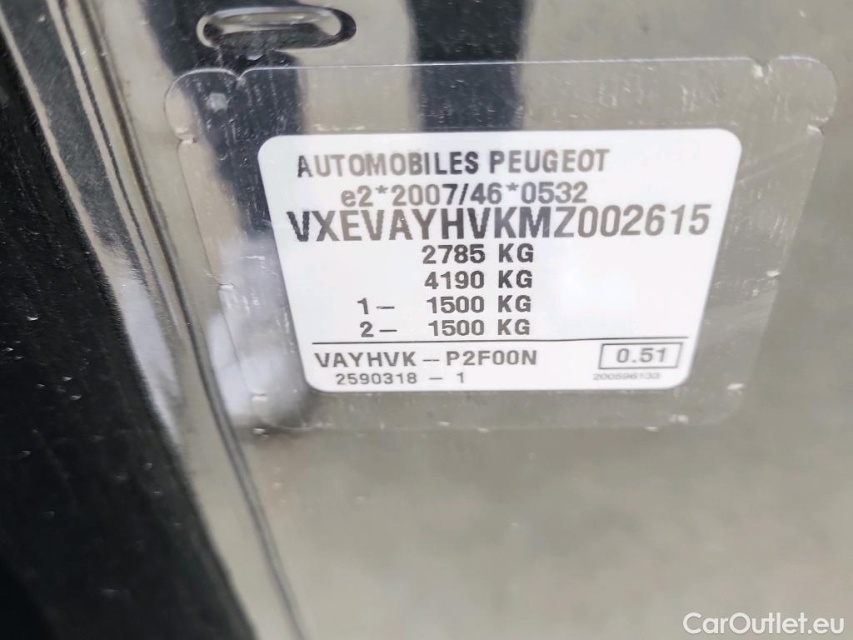 AUTOMOBILES PEUGEOT
e2*2007/46*0532
VXEVAYHVKMZ002615
2785 KG
4190 KG
1- 1500 KG
2- 1500 KG
VAYHVK-P2F00N 0.51
2590318 - 1 200596133
CarOutlet.eu